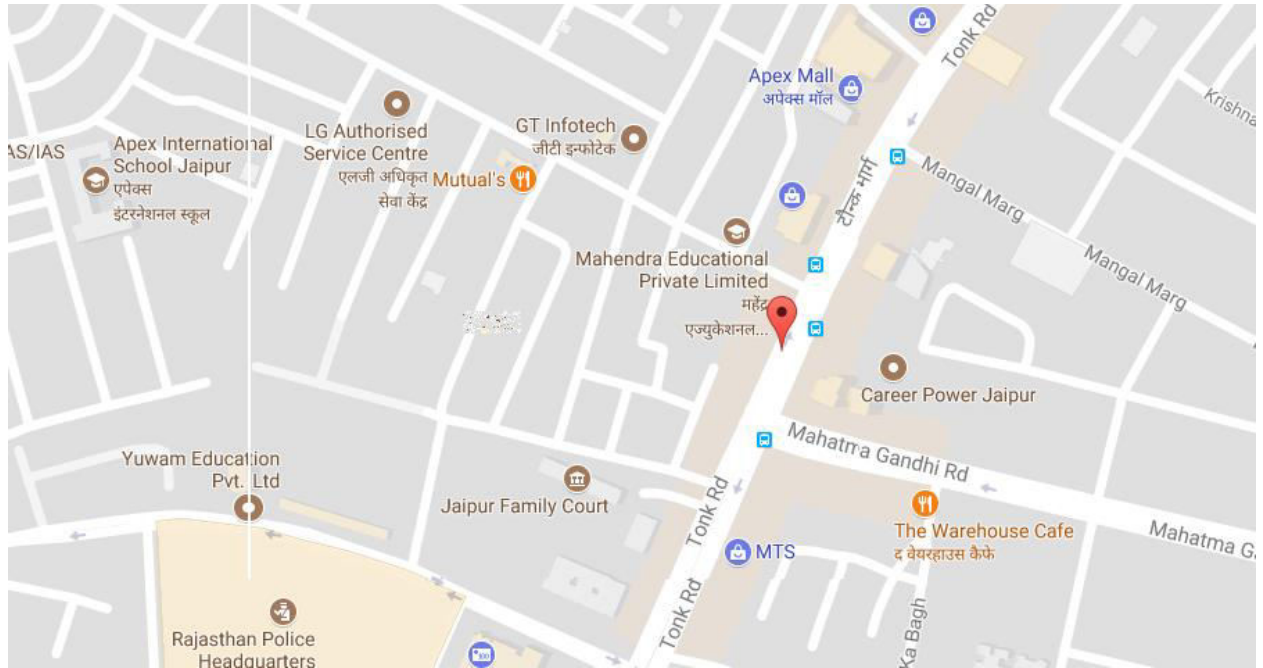 Tonk Rd
Apex Mall
अपेक्स मॉल
Krishna
AS/IAS
Apex International
School Jaipur
एपेक्स
इंटरनेशनल स्कूल
LG Authorised
Service Centre
एलजी अधिकृत
सेवा केंद्र
GT Infotech
जीटी इन्फोटेक
Mutual's
टोन्क मार्ग
Mangal Marg
Mangal Marg
Mahendra Educational
Private Limited
महेंद्र
एज्युकेशनल...
Career Power Jaipur
Mahatma Gandhi Rd
Yuwam Education
Pvt. Ltd
Jaipur Family Court
Tonk Rd
The Warehouse Cafe
द वेयरहाउस कैफे
Mahatma G
MTS
Tonk Rd
Ka Bagh
Rajasthan Police
Headquarters